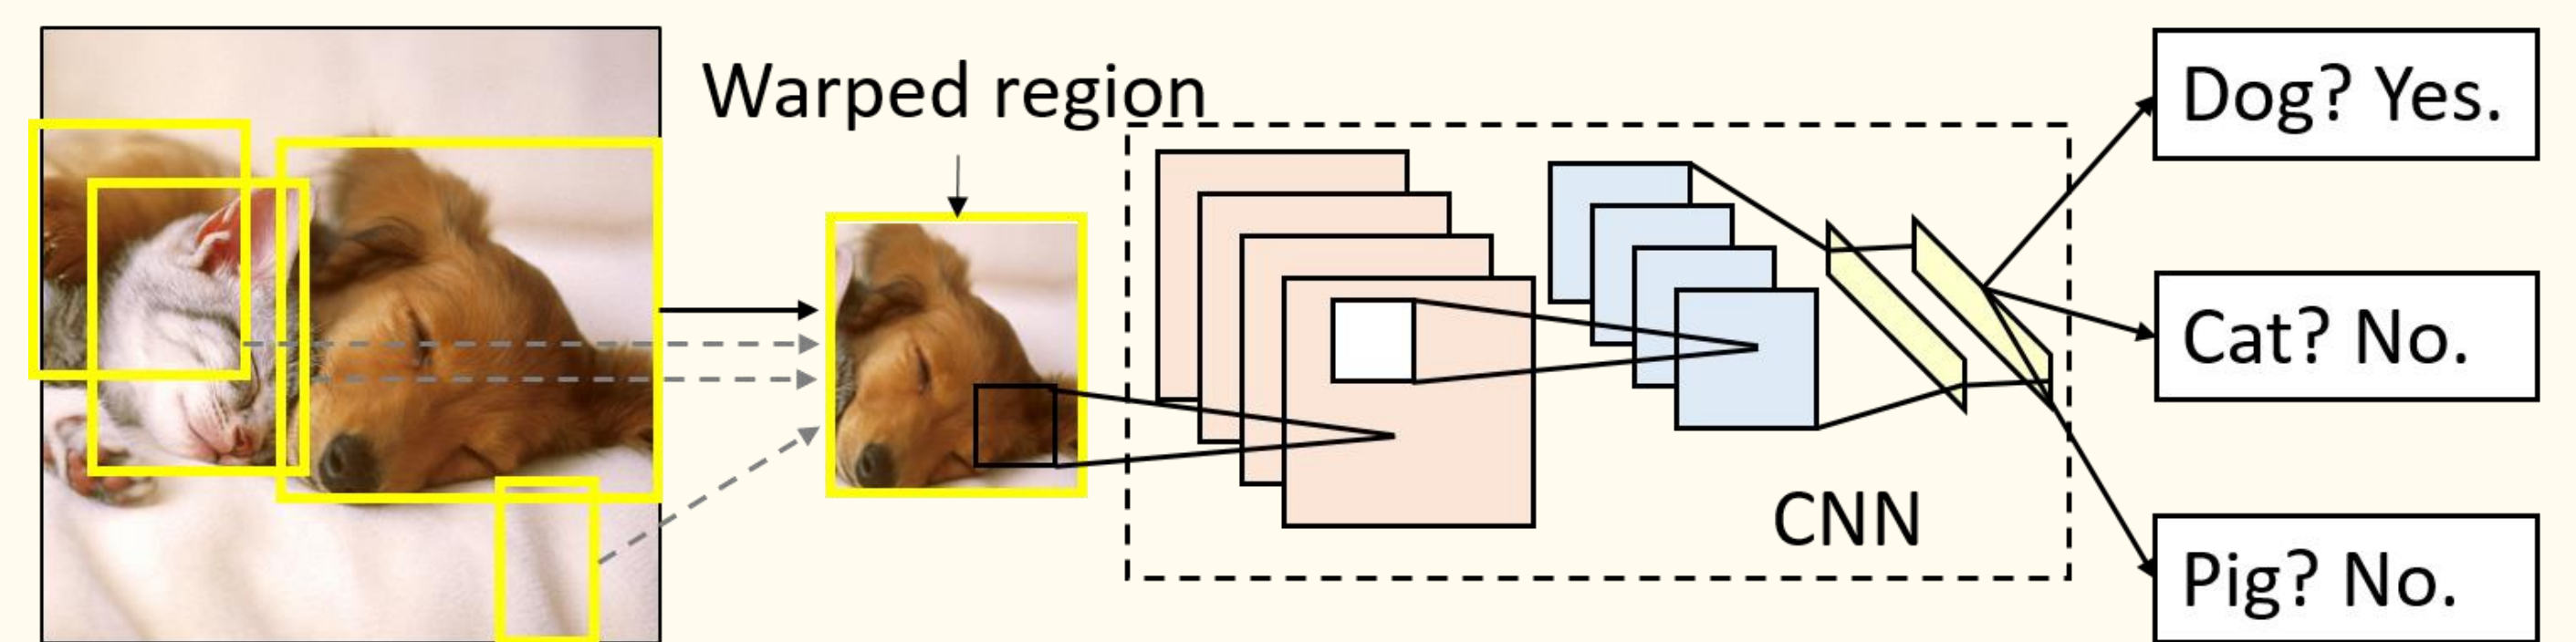 Warped region
CNN
Dog? Yes.
Cat? No.
Pig? No.